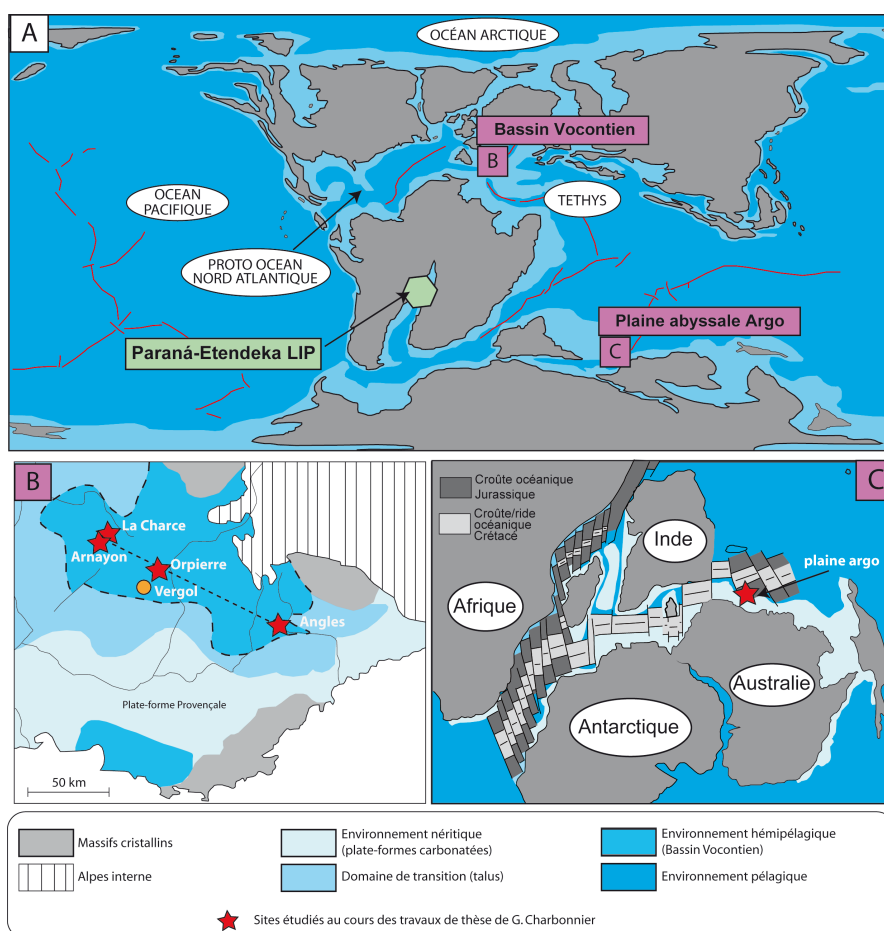 A
OCÉAN ARCTIQUE
Bassin Vocontien
B
OCEAN
PACIFIQUE
TETHYS
PROTO OCEAN
NORD ATLANTIQUE
Plaine abyssale Argo
C
Paraná-Etendeka LIP
B
La Charce
Arnayon
Orpierre
Vergol
Angles
Plate-forme Provençale
50 km
C
Croûte océanique
Jurassique
Croûte/ride
océanique
Crétacé
Inde
plaine argo
Afrique
Australie
Antarctique
Massifs cristallins
Environnement néritique
(plate-formes carbonatées)
Environnement hémipélagique
(Bassin Vocontien)
Alpes interne
Domaine de transition (talus)
Environnement pélagique
Sites étudiés au cours des travaux de thèse de G. Charbonnier